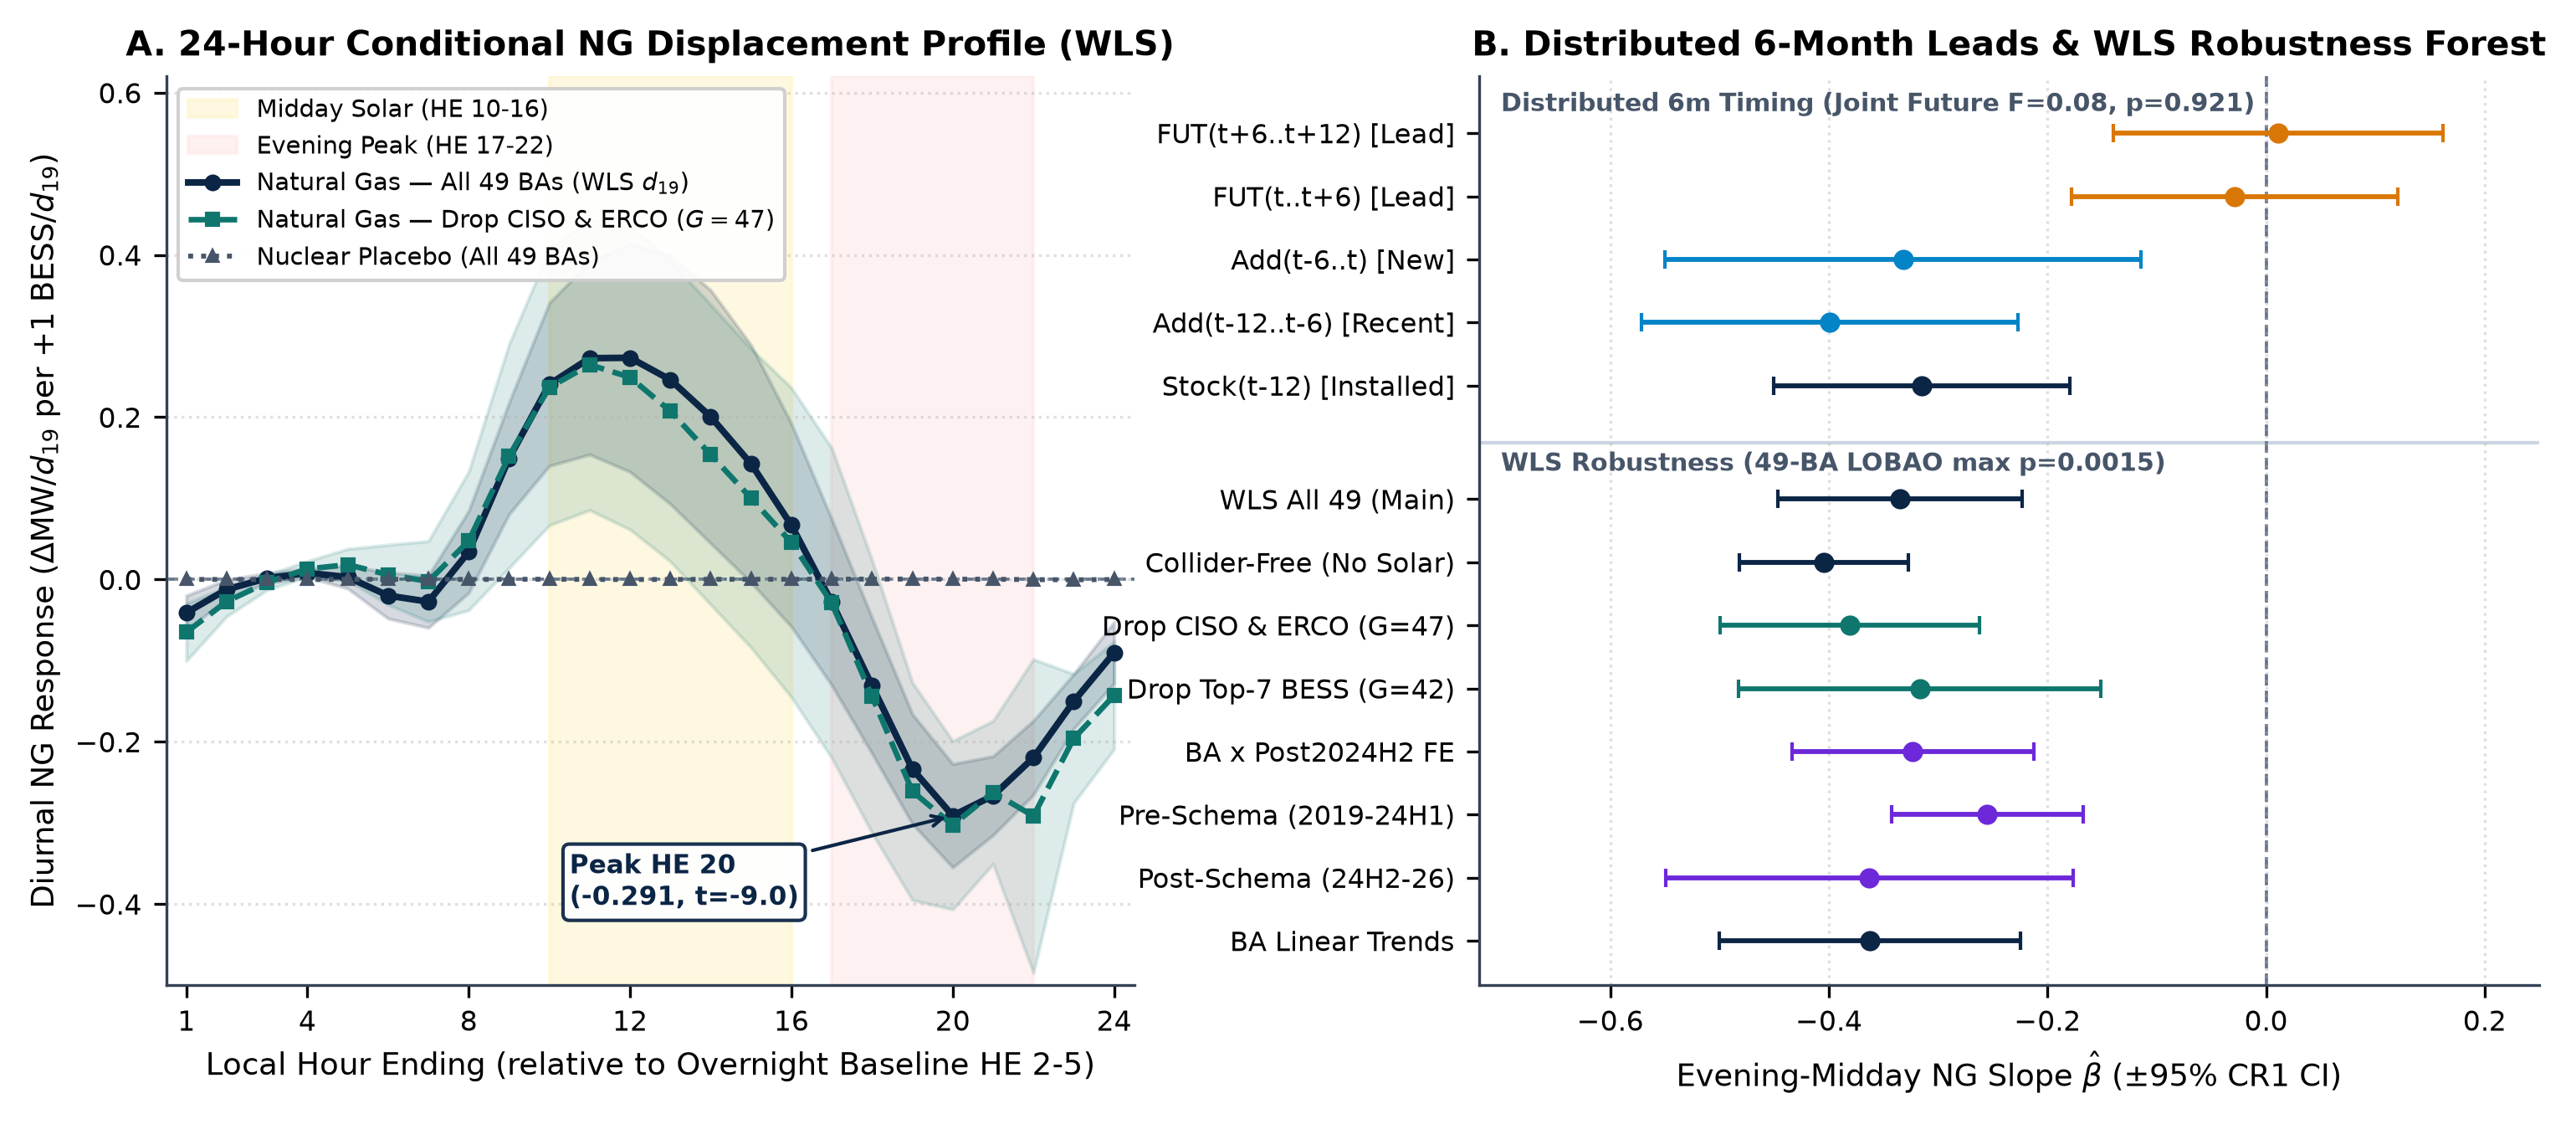 A. 24-Hour Conditional NG Displacement Profile (WLS)
Diurnal NG Response (ΔMW/d₁₉ per +1 BESS/d₁₉)
0.6
0.4
0.2
0.0
−0.2
−0.4
Midday Solar (HE 10-16)
Evening Peak (HE 17-22)
Natural Gas — All 49 BAs (WLS d₁₉)
Natural Gas — Drop CISO & ERCO (G = 47)
Nuclear Placebo (All 49 BAs)
Peak HE 20
(-0.291, t=-9.0)
1 4 8 12 16 20 24
Local Hour Ending (relative to Overnight Baseline HE 2-5)
B. Distributed 6-Month Leads & WLS Robustness Forest
Distributed 6m Timing (Joint Future F=0.08, p=0.921)
FUT(t+6..t+12) [Lead]
FUT(t..t+6) [Lead]
Add(t-6..t) [New]
Add(t-12..t-6) [Recent]
Stock(t-12) [Installed]
WLS Robustness (49-BA LOBAO max p=0.0015)
WLS All 49 (Main)
Collider-Free (No Solar)
Drop CISO & ERCO (G=47)
Drop Top-7 BESS (G=42)
BA x Post2024H2 FE
Pre-Schema (2019-24H1)
Post-Schema (24H2-26)
BA Linear Trends
−0.6 −0.4 −0.2 0.0 0.2
Evening-Midday NG Slope β̂ (±95% CR1 CI)